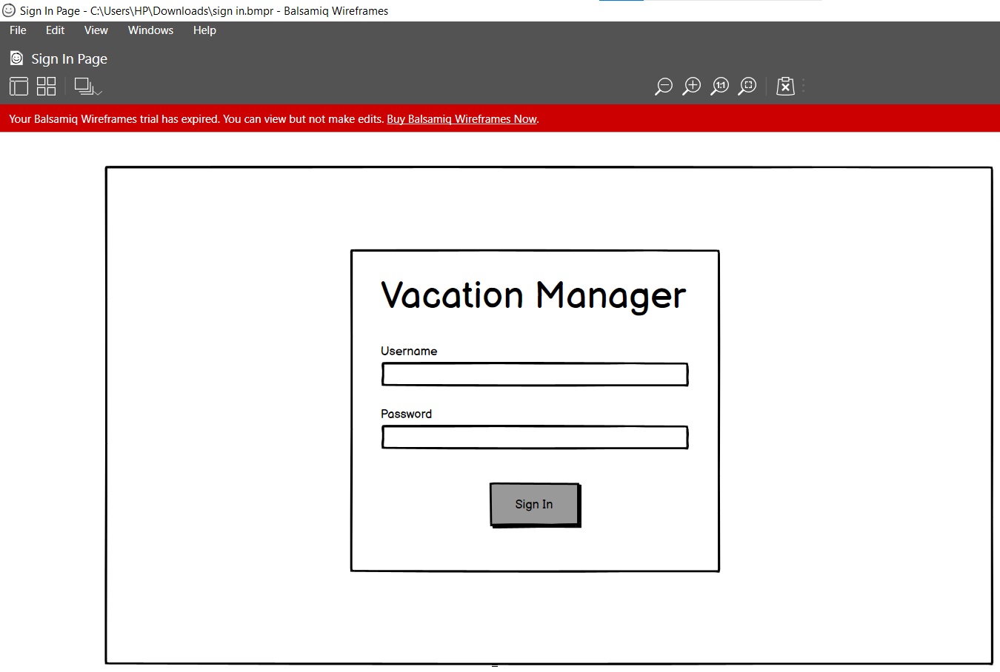 Sign In Page - C:\Users\HP\Downloads\sign in.bmpr - Balsamiq Wireframes
File Edit View Windows Help
Sign In Page
1:1
Your Balsamiq Wireframes trial has expired. You can view but not make edits. Buy Balsamiq Wireframes Now.
Vacation Manager
Username
Password
Sign In